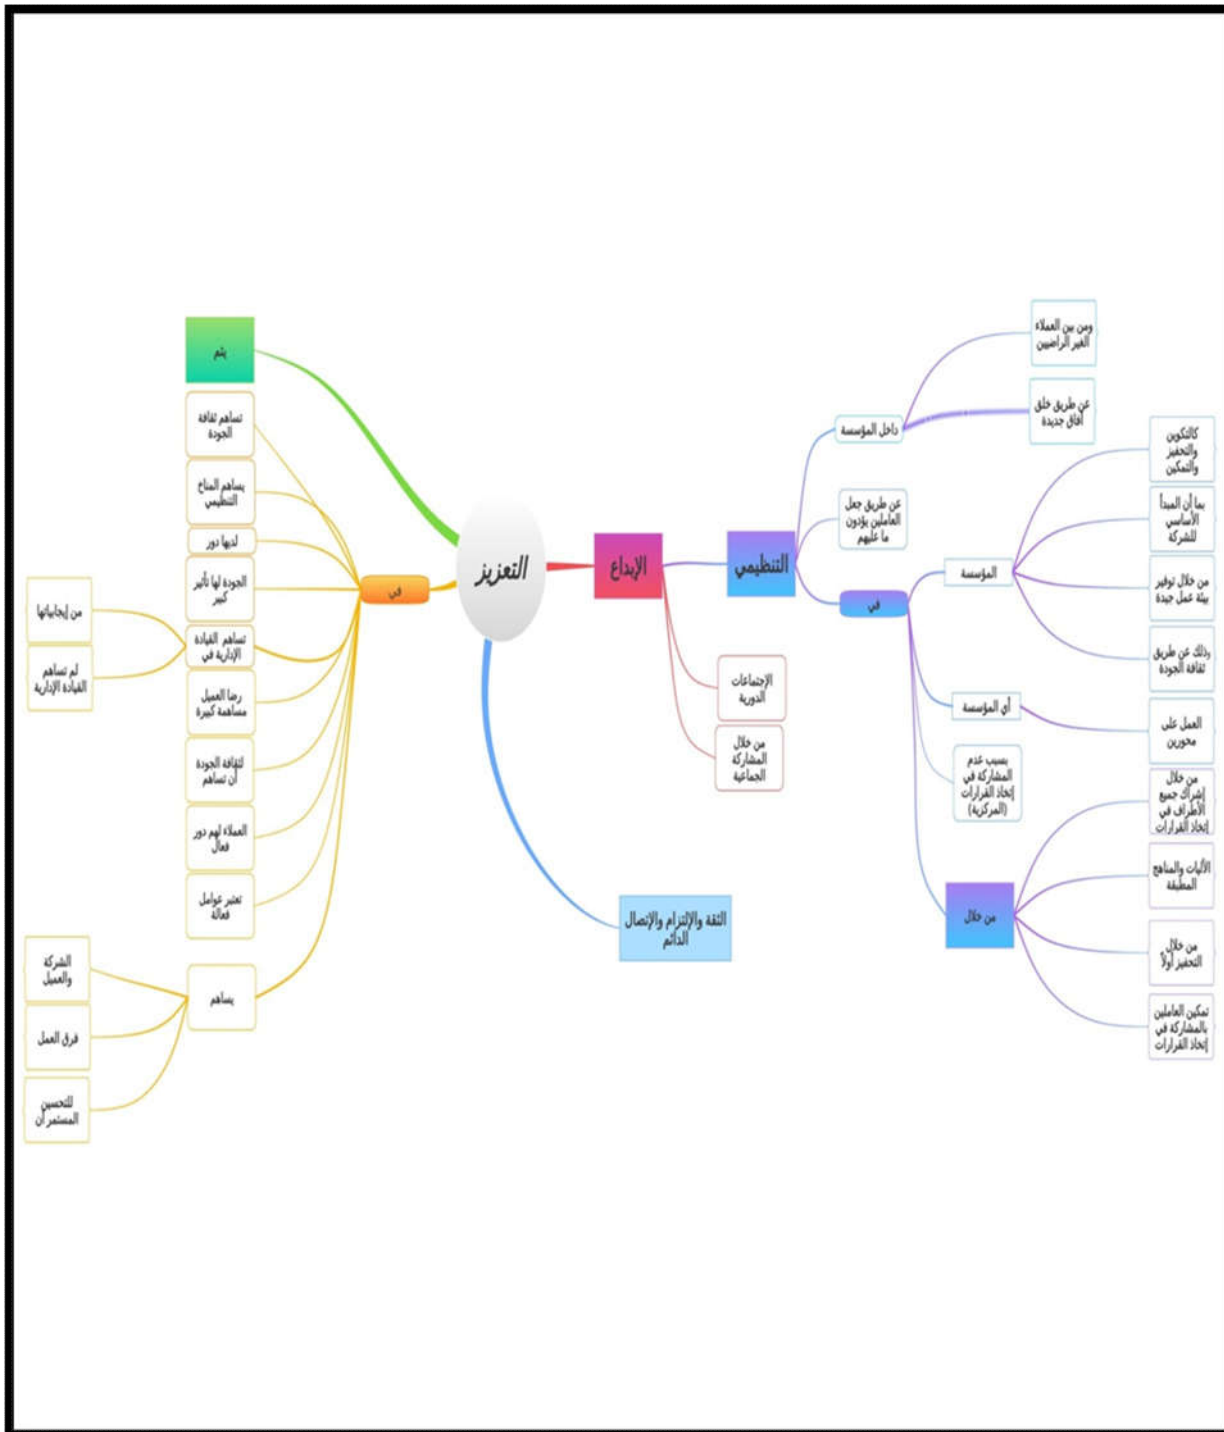 ومن بين العملاء
الغير الراضيين
عن طريق خلق
آفاق جديدة
داخل المؤسسة
كالتكوين
والتحفيز
والتمكين
بما أن المبدأ
الأساسي
للشركة
من خلال توفير
بيئة عمل جيدة
وذلك عن طريق
ثقافة الجودة
المؤسسة
عن طريق جعل
العاملين يؤدون
ما عليهم
التنظيمي
في
أي المؤسسة
العمل على
محورين
بسبب عدم
المشاركة في
إتخاذ القرارات
(المركزية)
من خلال
إشراك جميع
الأطراف في
إتخاذ القرارات
الآليات والمناهج
المطبقة
من خلال
من خلال
التحفيز أولاً
تمكين العاملين
بالمشاركة في
إتخاذ القرارات
الإبداع
الإجتماعات
الدورية
من خلال
المشاركة
الجماعية
الثقة والإلتزام والإتصال
الدائم
التعزيز
يتم
في
تساهم ثقافة
الجودة
يساهم المناخ
التنظيمي
لديها دور
الجودة لها تأثير
كبير
تساهم القيادة
الإدارية في
من إيجابياتها
لم تساهم
القيادة الإدارية
رضا العميل
مساهمة كبيرة
لثقافة الجودة
أن تساهم
العملاء لهم دور
فعال
تعتبر عوامل
فعالة
يساهم
الشركة
والعميل
فرق العمل
للتحسين
المستمر أن